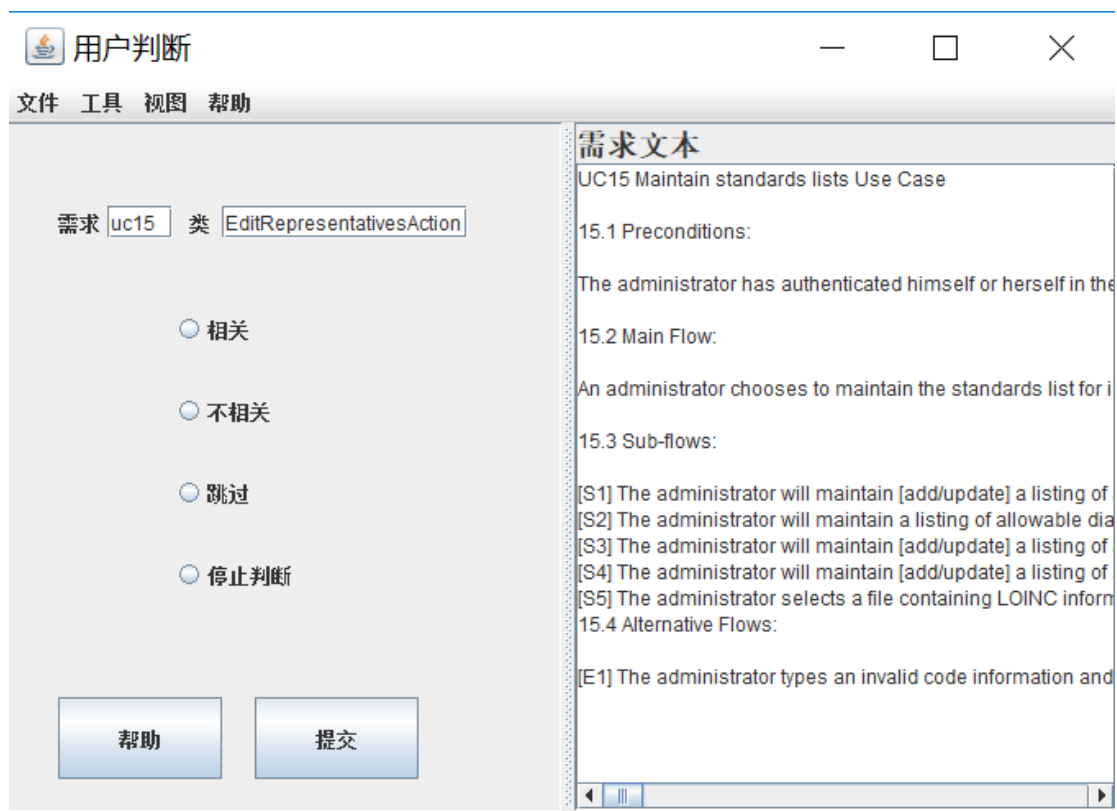 用户判断
文件 工具 视图 帮助
需求 uc15 类 EditRepresentativesAction
相关
不相关
跳过
停止判断
帮助 提交
需求文本
UC15 Maintain standards lists Use Case
15.1 Preconditions:
The administrator has authenticated himself or herself in the
15.2 Main Flow:
An administrator chooses to maintain the standards list for i
15.3 Sub-flows:
[S1] The administrator will maintain [add/update] a listing of
[S2] The administrator will maintain a listing of allowable dia
[S3] The administrator will maintain [add/update] a listing of
[S4] The administrator will maintain [add/update] a listing of
[S5] The administrator selects a file containing LOINC inform
15.4 Alternative Flows:
[E1] The administrator types an invalid code information and